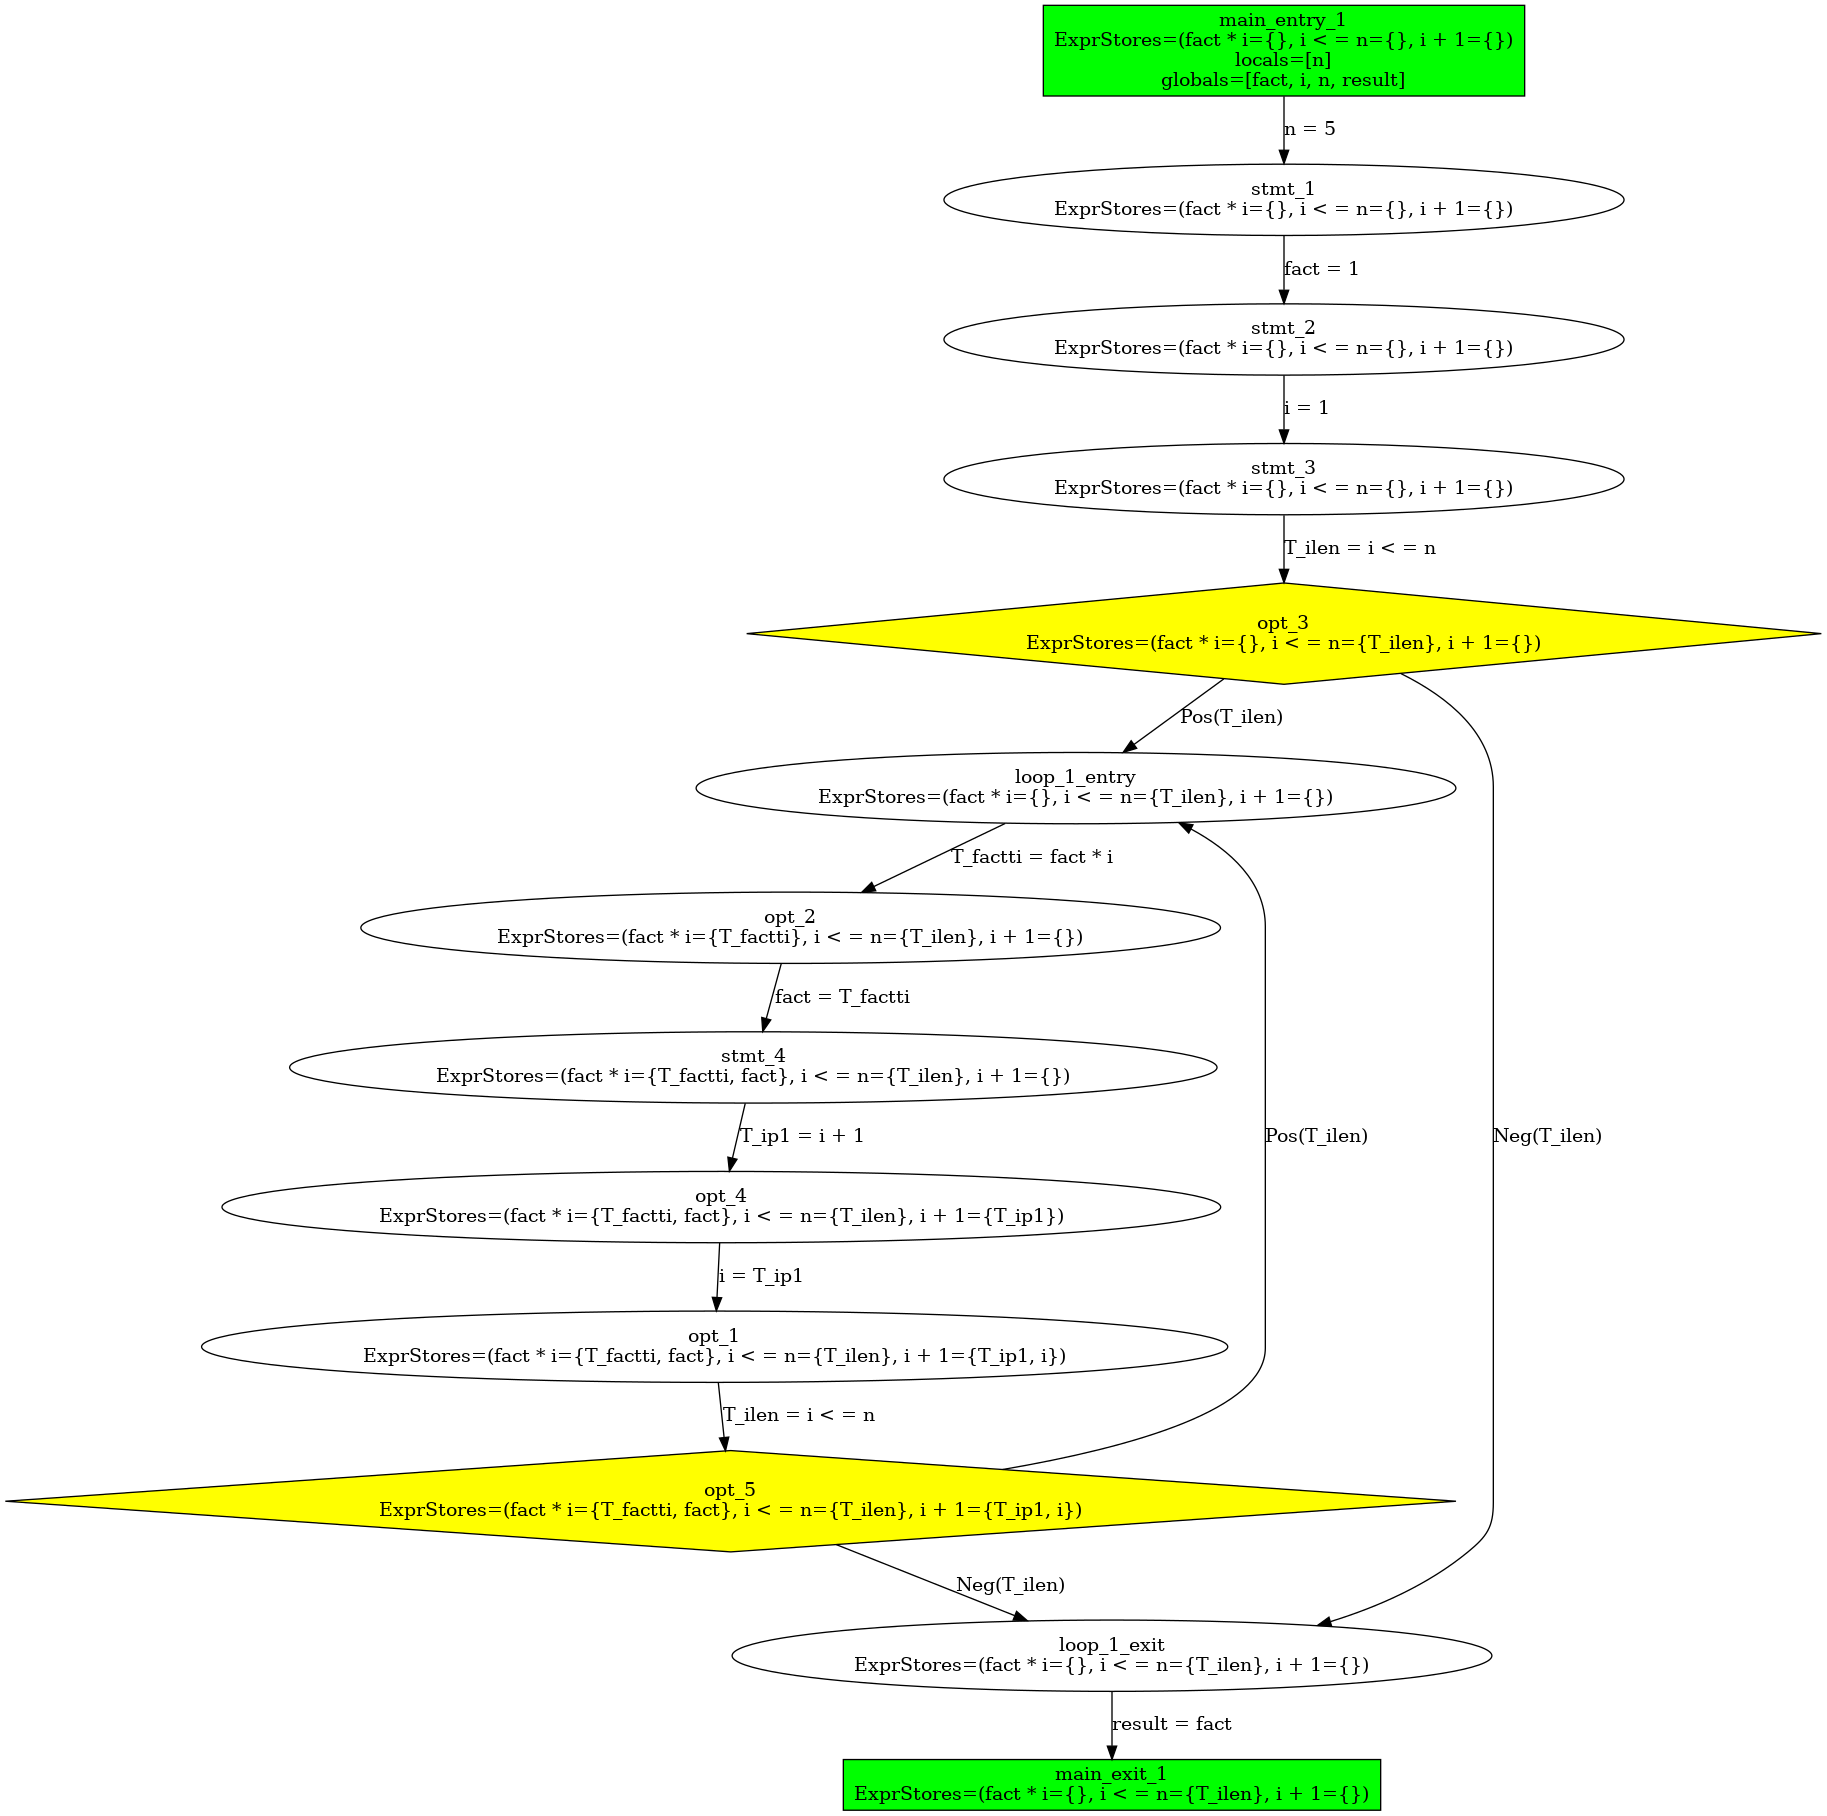 main_entry_1
ExprStores=(fact * i={}, i < = n={}, i + 1={})
locals=[n]
globals=[fact, i, n, result]
n = 5
stmt_1
ExprStores=(fact * i={}, i < = n={}, i + 1={})
fact = 1
stmt_2
ExprStores=(fact * i={}, i < = n={}, i + 1={})
i = 1
stmt_3
ExprStores=(fact * i={}, i < = n={}, i + 1={})
T_ilen = i < = n
opt_3
ExprStores=(fact * i={}, i < = n={T_ilen}, i + 1={})
Pos(T_ilen)
loop_1_entry
ExprStores=(fact * i={}, i < = n={T_ilen}, i + 1={})
T_factti = fact * i
opt_2
ExprStores=(fact * i={T_factti}, i < = n={T_ilen}, i + 1={})
fact = T_factti
stmt_4
ExprStores=(fact * i={T_factti, fact}, i < = n={T_ilen}, i + 1={})
T_ip1 = i + 1
Pos(T_ilen)
Neg(T_ilen)
opt_4
ExprStores=(fact * i={T_factti, fact}, i < = n={T_ilen}, i + 1={T_ip1})
i = T_ip1
opt_1
ExprStores=(fact * i={T_factti, fact}, i < = n={T_ilen}, i + 1={T_ip1, i})
T_ilen = i < = n
opt_5
ExprStores=(fact * i={T_factti, fact}, i < = n={T_ilen}, i + 1={T_ip1, i})
Neg(T_ilen)
loop_1_exit
ExprStores=(fact * i={}, i < = n={T_ilen}, i + 1={})
result = fact
main_exit_1
ExprStores=(fact * i={}, i < = n={T_ilen}, i + 1={})